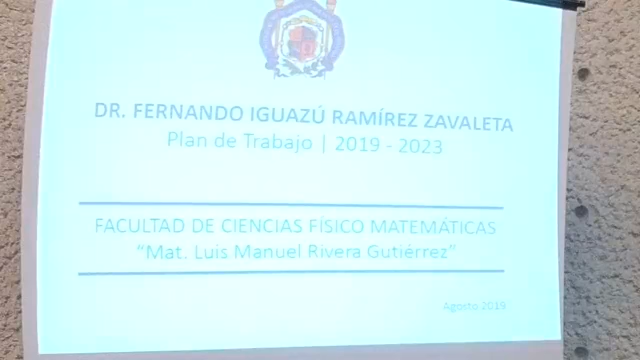 DR. FERNANDO IGUAZÚ RAMÍREZ ZAVALETA
Plan de Trabajo | 2019 - 2023
FACULTAD DE CIENCIAS FÍSICO MATEMÁTICAS
“Mat. Luis Manuel Rivera Gutiérrez”
Agosto 2019